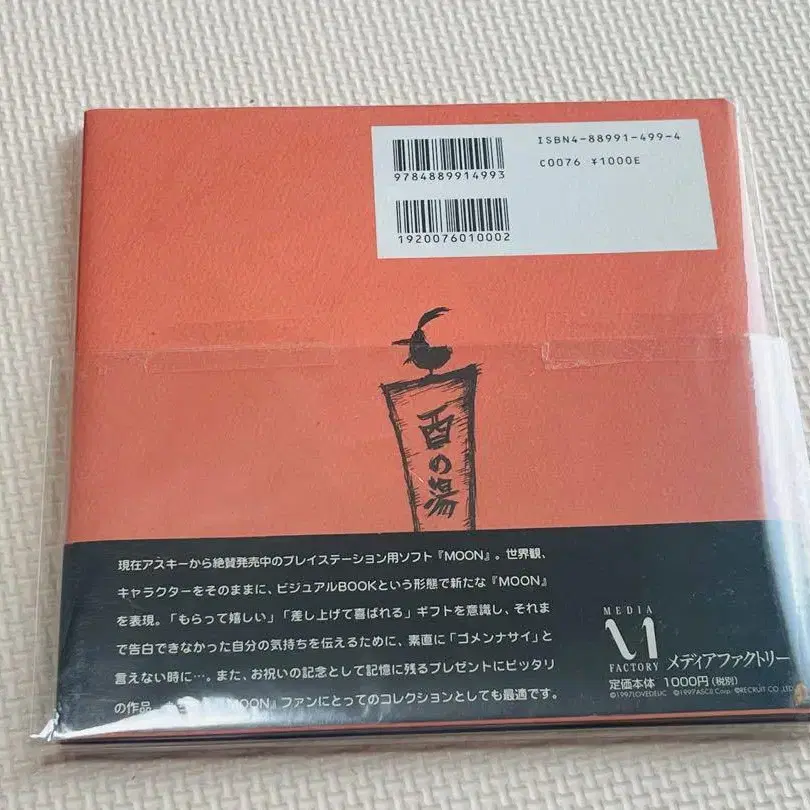 ISBN4-88991-499-4
C0076 ¥1000E
9784889914993
1920076010002
酉の湯
現在アスキーから絶賛発売中のプレイステーション用ソフト『MOON』。世界観、
キャラクターをそのままに、ビジュアルBOOKという形態で新たな『MOON』
を表現。「もらって嬉しい」「差し上げて喜ばれる」ギフトを意識し、それま
で告白できなかった自分の気持ちを伝えるために、素直に「ゴメンナサイ」と
言えない時に…。また、お祝いの記念として記憶に残るプレゼントにピッタリ
の作品 『MOON』ファンにとってのコレクションとしても最適です。
MEDIA
FACTORY メディアファクトリー
定価本体 1000円(税別)
©1997LOVEDELIC ©1997ASCII Corp. ©RECRUIT CO.,LTD